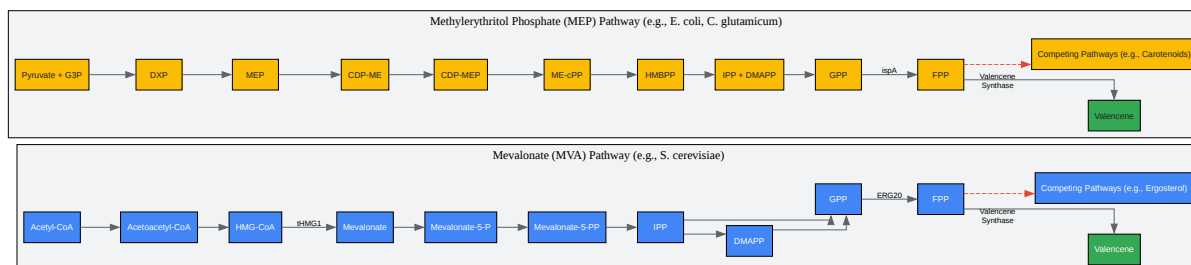 Methylerythritol Phosphate (MEP) Pathway (e.g., E. coli, C. glutamicum)
Pyruvate + G3P
DXP
MEP
CDP-ME
CDP-MEP
ME-cPP
HMBPP
IPP + DMAPP
GPP
ispA
FPP
Competing Pathways (e.g., Carotenoids)
Valencene
Synthase
Valencene
Mevalonate (MVA) Pathway (e.g., S. cerevisiae)
Acetyl-CoA
Acetoacetyl-CoA
HMG-CoA
tHMG1
Mevalonate
Mevalonate-5-P
Mevalonate-5-PP
IPP
DMAPP
GPP
ERG20
FPP
Competing Pathways (e.g., Ergosterol)
Valencene
Synthase
Valencene